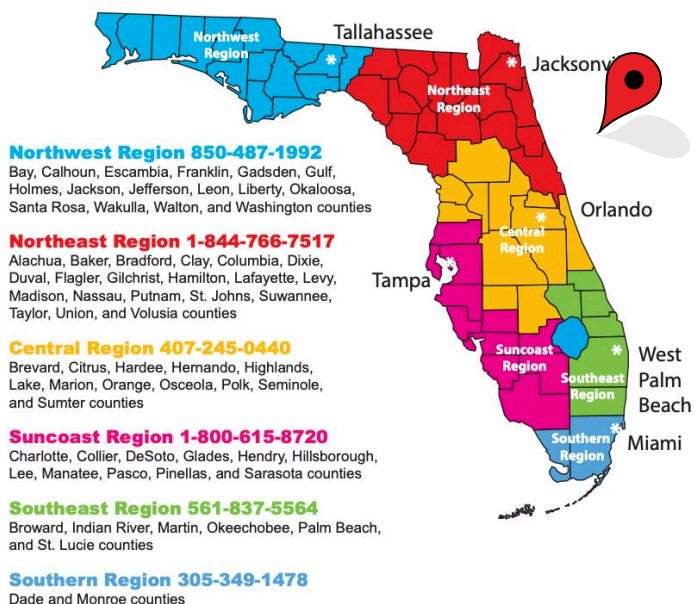 Northwest
Region
Tallahassee
Jacksonvi
Northeast
Region
Northwest Region 850-487-1992
Bay, Calhoun, Escambia, Franklin, Gadsden, Gulf,
Holmes, Jackson, Jefferson, Leon, Liberty, Okaloosa,
Santa Rosa, Wakulla, Walton, and Washington counties
Northeast Region 1-844-766-7517
Alachua, Baker, Bradford, Clay, Columbia, Dixie,
Duval, Flagler, Gilchrist, Hamilton, Lafayette, Levy,
Madison, Nassau, Putnam, St. Johns, Suwannee,
Taylor, Union, and Volusia counties
Orlando
Central
Region
Tampa
Central Region 407-245-0440
Brevard, Citrus, Hardee, Hernando, Highlands,
Lake, Marion, Orange, Osceola, Polk, Seminole,
and Sumter counties
Suncoast
Region
West
Palm
Beach
Southeast
Region
Suncoast Region 1-800-615-8720
Charlotte, Collier, DeSoto, Glades, Hendry, Hillsborough,
Lee, Manatee, Pasco, Pinellas, and Sarasota counties
Southern
Region
Miami
Southeast Region 561-837-5564
Broward, Indian River, Martin, Okeechobee, Palm Beach,
and St. Lucie counties
Southern Region 305-349-1478
Dade and Monroe counties